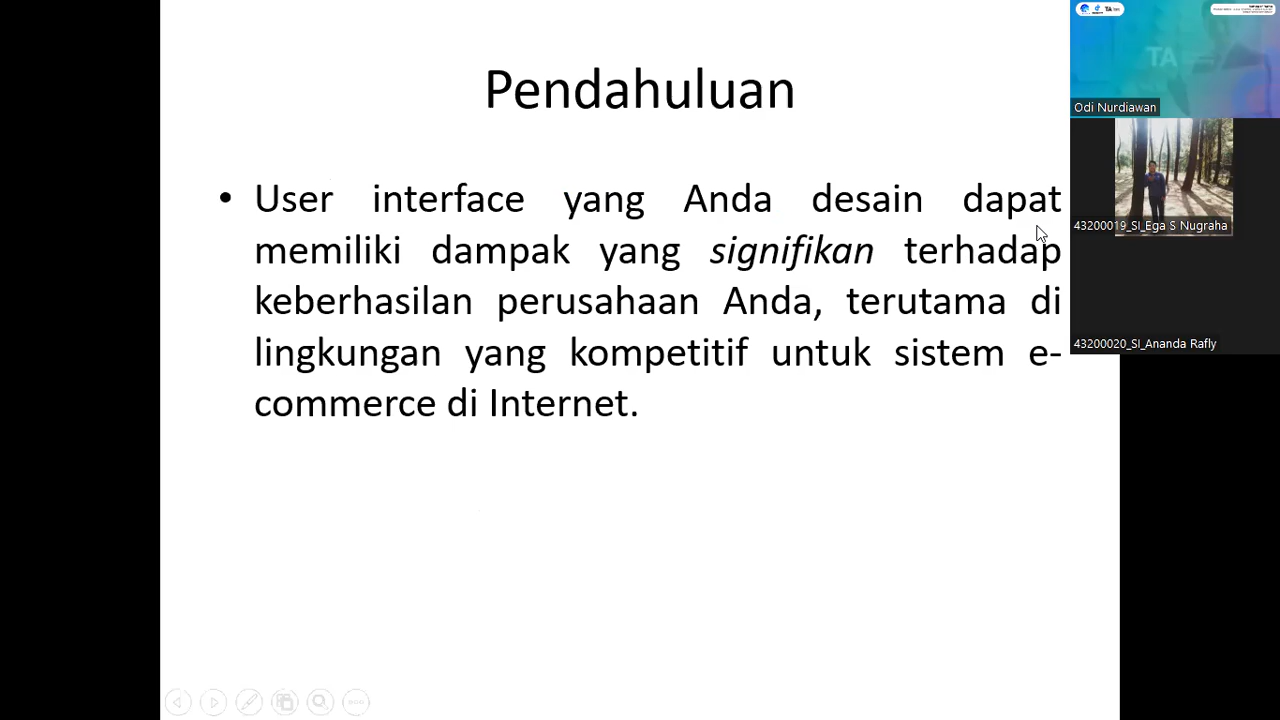 Pendahuluan
• User interface yang Anda desain dapat
memiliki dampak yang signifikan terhadap
keberhasilan perusahaan Anda, terutama di
lingkungan yang kompetitif untuk sistem e-
commerce di Internet.
TA
Odi Nurdiawan
43200019_SI_Ega S Nugraha
43200020_SI_Ananda Rafly